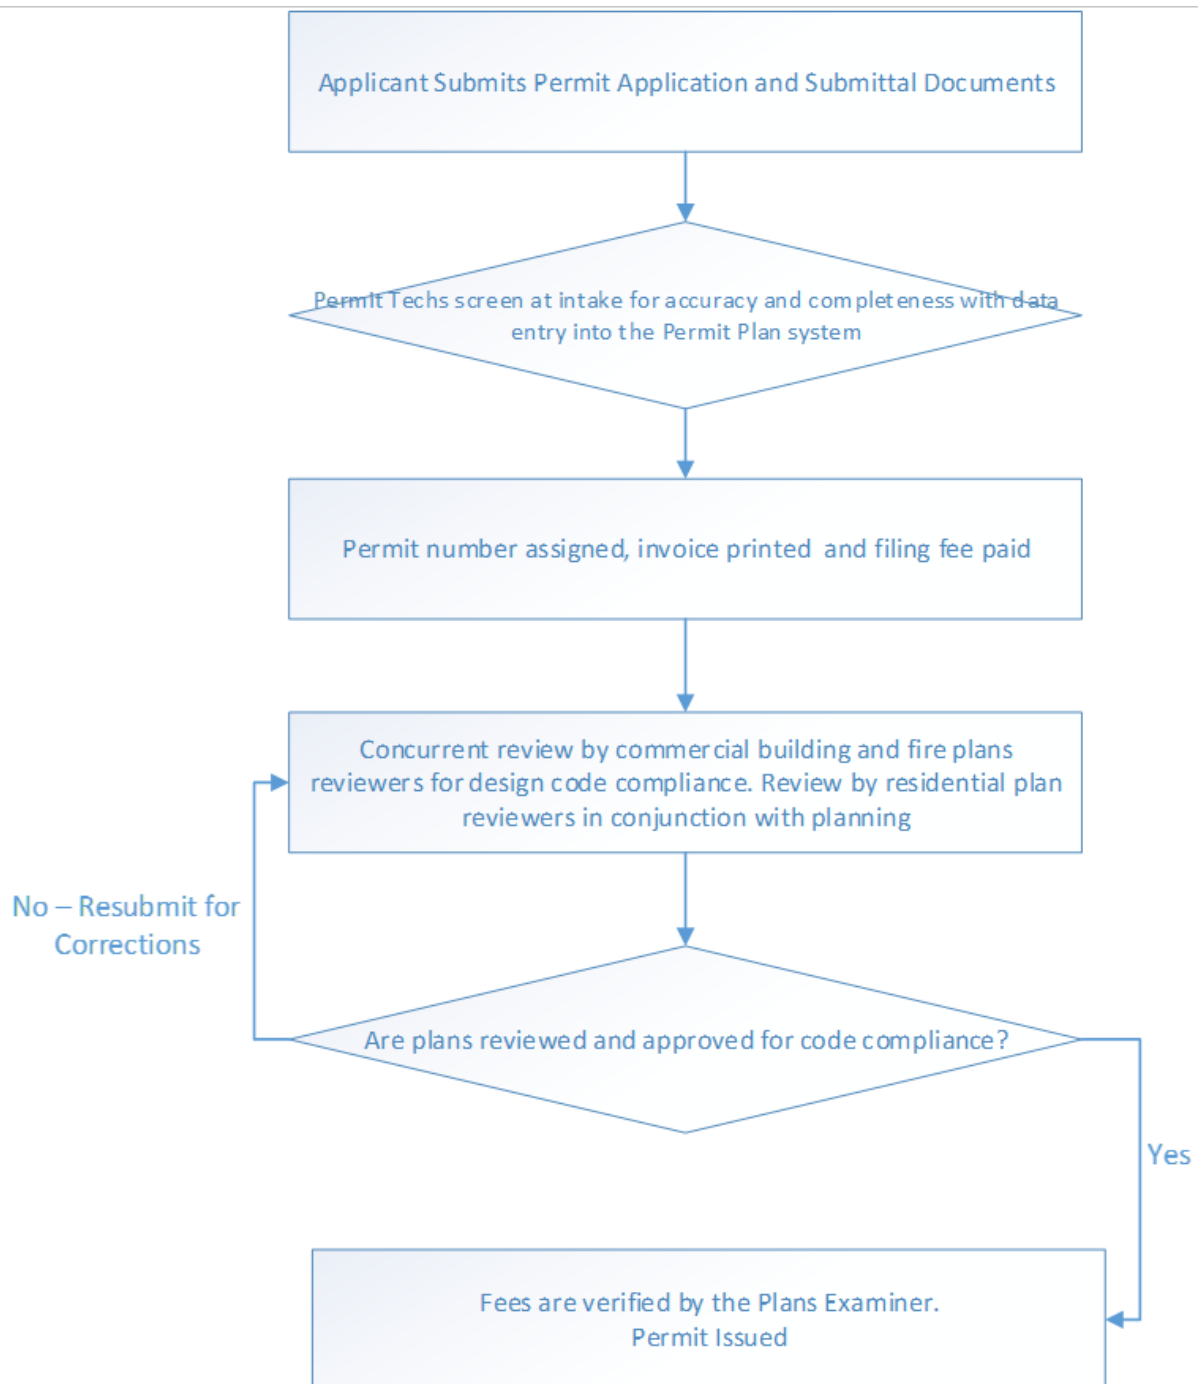 Applicant Submits Permit Application and Submittal Documents
Permit Techs screen at intake for accuracy and completeness with data
entry into the Permit Plan system
Permit number assigned, invoice printed and filing fee paid
Concurrent review by commercial building and fire plans
reviewers for design code compliance. Review by residential plan
reviewers in conjunction with planning
No – Resubmit for
Corrections
Are plans reviewed and approved for code compliance?
Yes
Fees are verified by the Plans Examiner.
Permit Issued